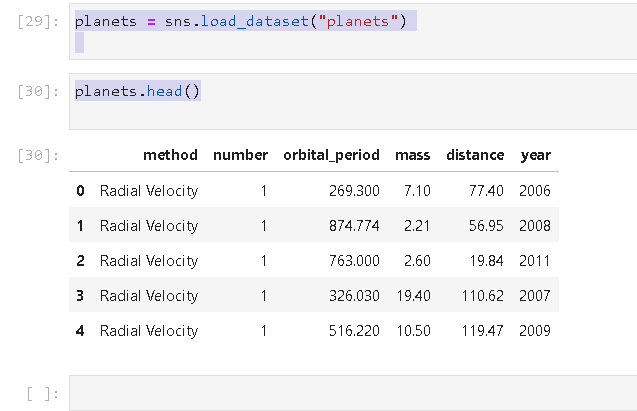 [29]: planets = sns.load_dataset("planets")
[30]: planets.head()
[30]:
method number orbital_period mass distance year
0 Radial Velocity 1 269.300 7.10 77.40 2006
1 Radial Velocity 1 874.774 2.21 56.95 2008
2 Radial Velocity 1 763.000 2.60 19.84 2011
3 Radial Velocity 1 326.030 19.40 110.62 2007
4 Radial Velocity 1 516.220 10.50 119.47 2009
[ ]: